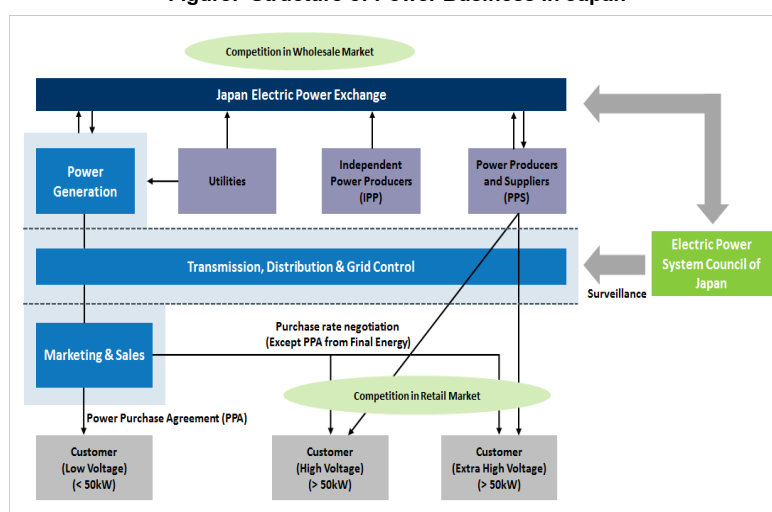 Competition in Wholesale Market
Japan Electric Power Exchange
Power
Generation
Utilities
Independent
Power Producers
(IPP)
Power Producers
and Suppliers
(PPS)
Electric Power
System Council of
Japan
Transmission, Distribution & Grid Control
Surveillance
Marketing & Sales
Purchase rate negotiation
(Except PPA from Final Energy)
Competition in Retail Market
Power Purchase Agreement (PPA)
Customer
(Low Voltage)
(< 50kW)
Customer
(High Voltage)
(> 50kW)
Customer
(Extra High Voltage)
(> 50kW)